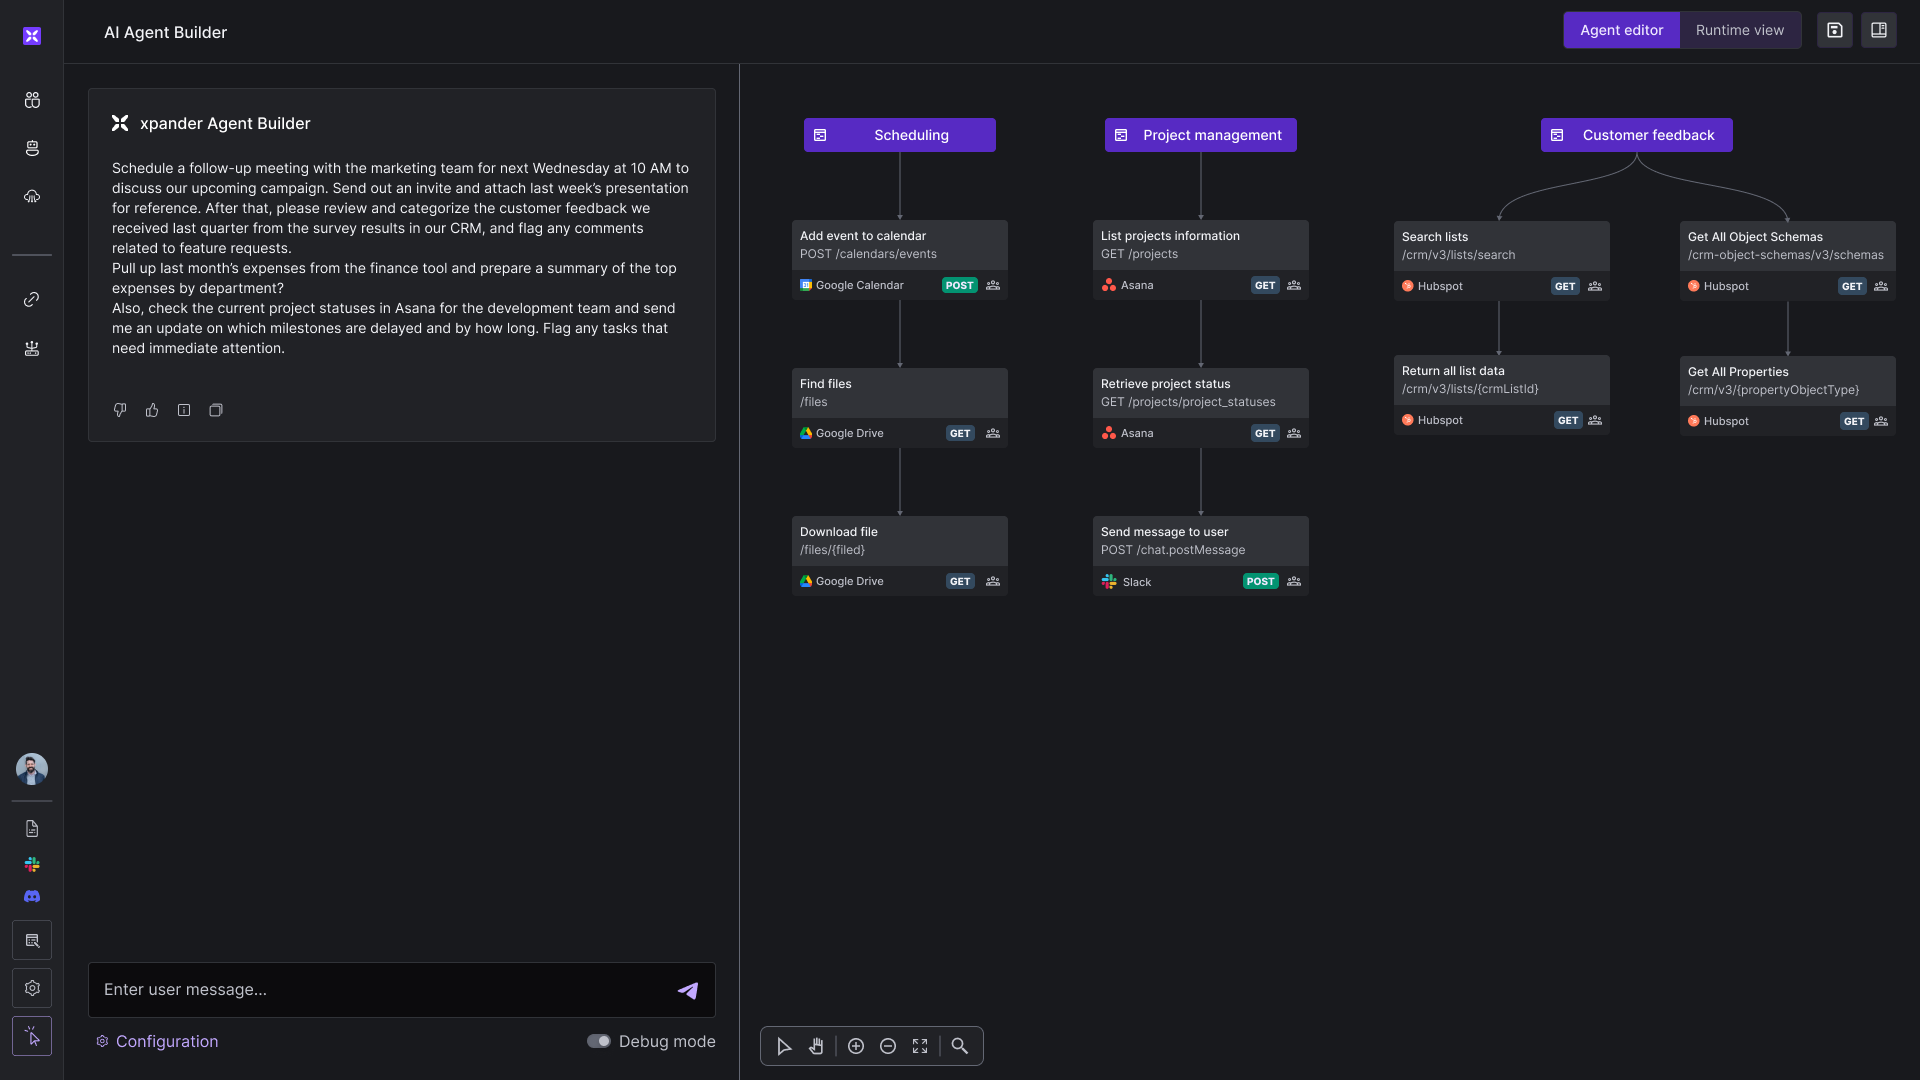 AI Agent Builder
Agent editor
Runtime view
xpander Agent Builder
Schedule a follow-up meeting with the marketing team for next Wednesday at 10 AM to
discuss our upcoming campaign. Send out an invite and attach last week’s presentation
for reference. After that, please review and categorize the customer feedback we
received last quarter from the survey results in our CRM, and flag any comments
related to feature requests.
Pull up last month’s expenses from the finance tool and prepare a summary of the top
expenses by department?
Also, check the current project statuses in Asana for the development team and send
me an update on which milestones are delayed and by how long. Flag any tasks that
need immediate attention.
Enter user message...
Configuration
Debug mode
Scheduling
Add event to calendar
POST /calendars/events
Google Calendar POST
Find files
/files
Google Drive GET
Download file
/files/{filed}
Google Drive GET
Project management
List projects information
GET /projects
Asana GET
Retrieve project status
GET /projects/project_statuses
Asana GET
Send message to user
POST /chat.postMessage
Slack POST
Customer feedback
Search lists
/crm/v3/lists/search
Hubspot GET
Return all list data
/crm/v3/lists/{crmListId}
Hubspot GET
Get All Object Schemas
/crm-object-schemas/v3/schemas
Hubspot GET
Get All Properties
/crm/v3/{propertyObjectType}
Hubspot GET